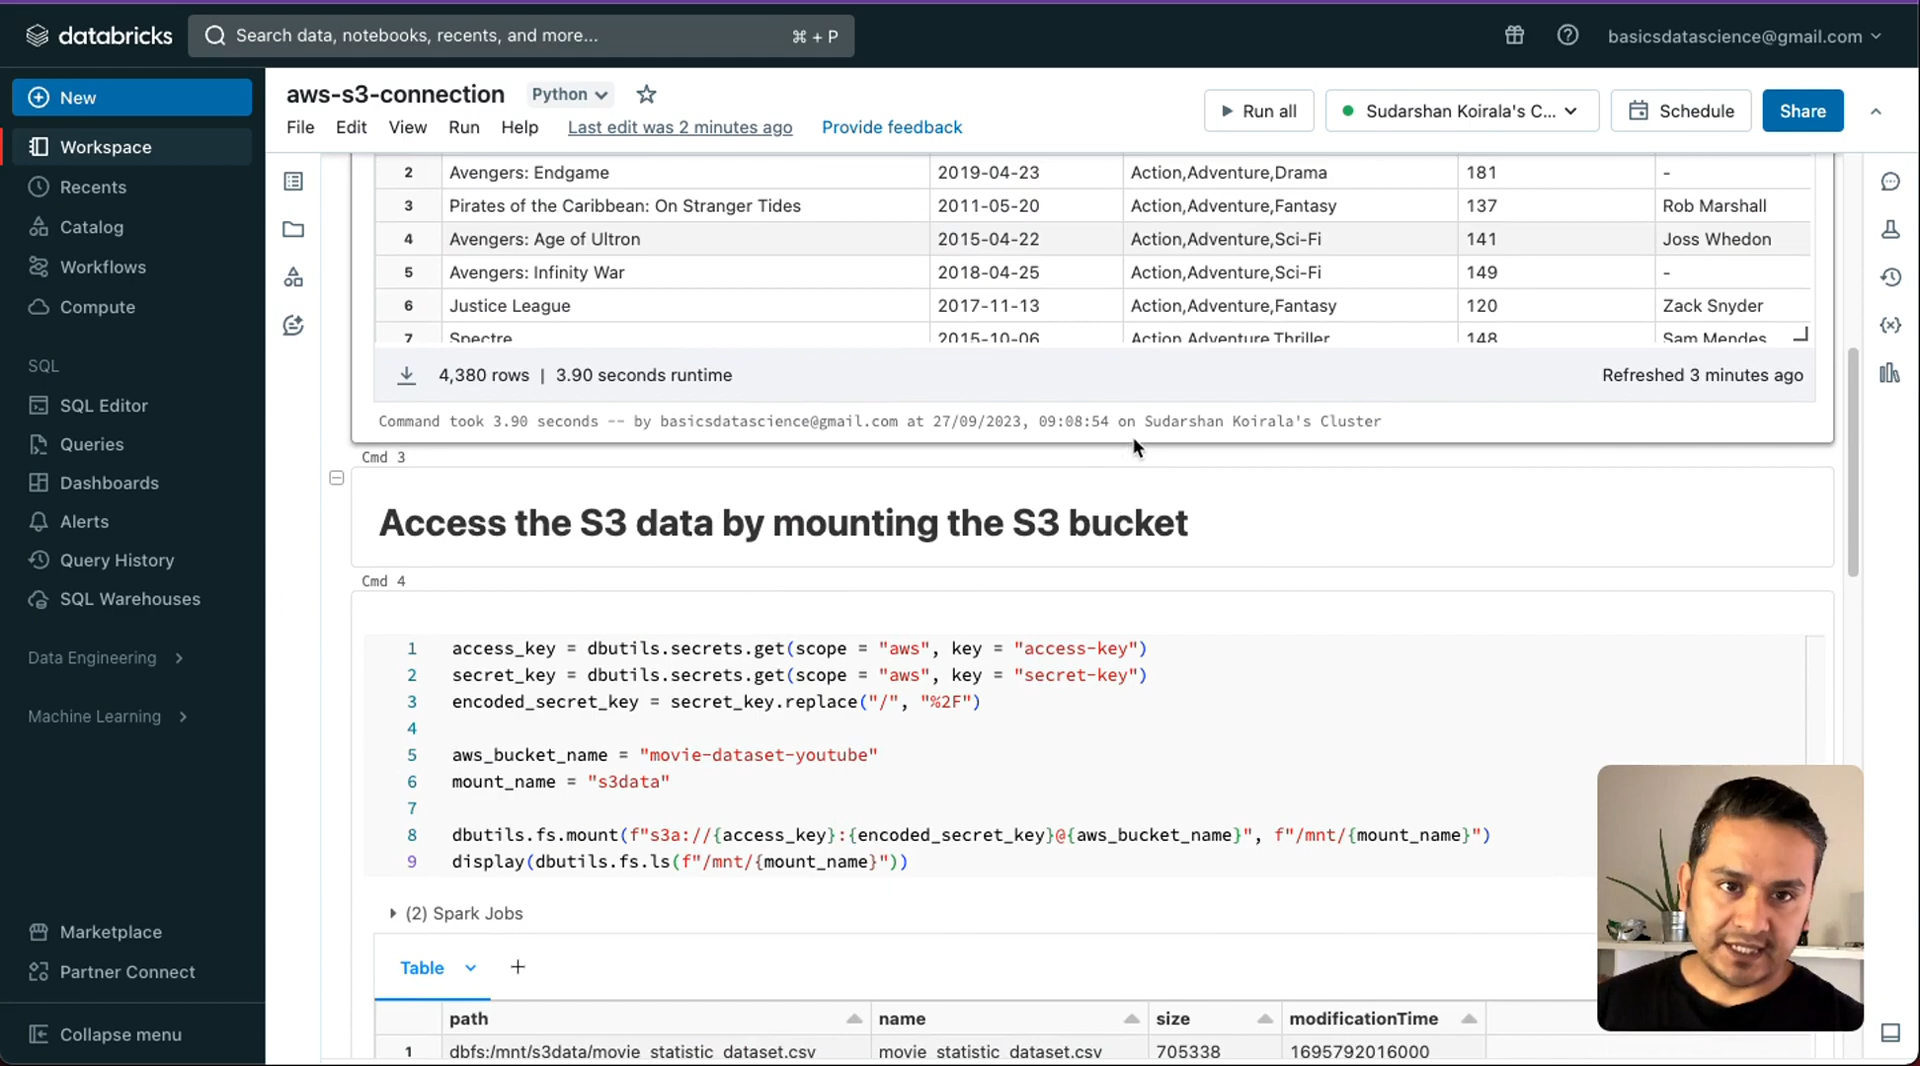 databricks
Search data, notebooks, recents, and more...
⌘ + P
basicsdatascience@gmail.com
New
Workspace
Recents
Catalog
Workflows
Compute
SQL
SQL Editor
Queries
Dashboards
Alerts
Query History
SQL Warehouses
Data Engineering
Machine Learning
Marketplace
Partner Connect
Collapse menu
aws-s3-connection
Python
File Edit View Run Help Last edit was 2 minutes ago Provide feedback
Run all
Sudarshan Koirala's C...
Schedule
Share
2 Avengers: Endgame 2019-04-23 Action,Adventure,Drama 181 -
3 Pirates of the Caribbean: On Stranger Tides 2011-05-20 Action,Adventure,Fantasy 137 Rob Marshall
4 Avengers: Age of Ultron 2015-04-22 Action,Adventure,Sci-Fi 141 Joss Whedon
5 Avengers: Infinity War 2018-04-25 Action,Adventure,Sci-Fi 149 -
6 Justice League 2017-11-13 Action,Adventure,Fantasy 120 Zack Snyder
7 Spectre 2015-10-06 Action,Adventure,Thriller 148 Sam Mendes
4,380 rows | 3.90 seconds runtime
Refreshed 3 minutes ago
Command took 3.90 seconds -- by basicsdatascience@gmail.com at 27/09/2023, 09:08:54 on Sudarshan Koirala's Cluster
Cmd 3
Access the S3 data by mounting the S3 bucket
Cmd 4
1 access_key = dbutils.secrets.get(scope = "aws", key = "access-key")
2 secret_key = dbutils.secrets.get(scope = "aws", key = "secret-key")
3 encoded_secret_key = secret_key.replace("/", "%2F")
4
5 aws_bucket_name = "movie-dataset-youtube"
6 mount_name = "s3data"
7
8 dbutils.fs.mount(f"s3a://{access_key}:{encoded_secret_key}@{aws_bucket_name}", f"/mnt/{mount_name}")
9 display(dbutils.fs.ls(f"/mnt/{mount_name}"))
(2) Spark Jobs
Table
path name size modificationTime
1 dbfs:/mnt/s3data/movie_statistic_dataset.csv movie_statistic_dataset.csv 705338 1695792016000